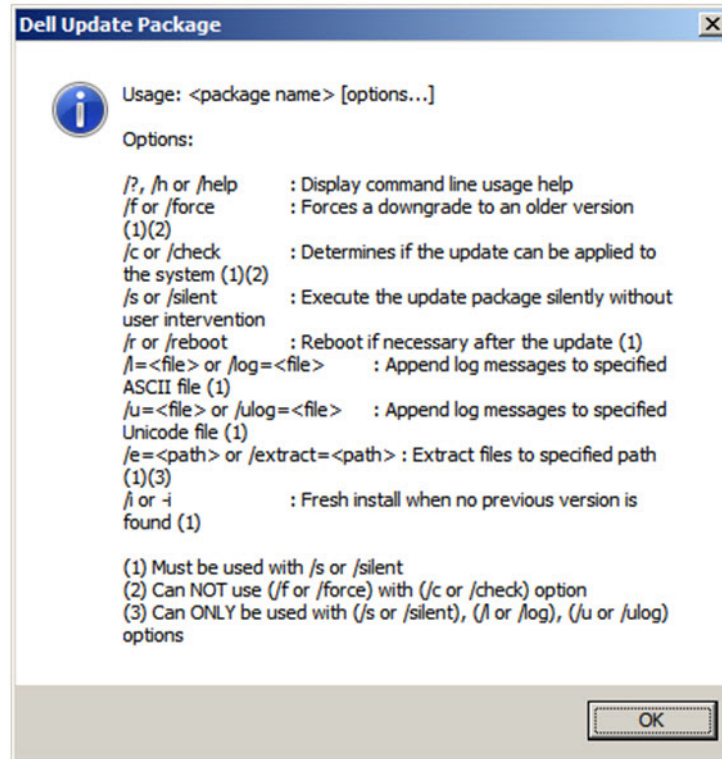 Dell Update Package
Usage: <package name> [options...]
Options:
/?, /h or /help : Display command line usage help
/f or /force : Forces a downgrade to an older version
(1)(2)
/c or /check : Determines if the update can be applied to
the system (1)(2)
/s or /silent : Execute the update package silently without
user intervention
/r or /reboot : Reboot if necessary after the update (1)
/l=<file> or /log=<file> : Append log messages to specified
ASCII file (1)
/u=<file> or /ulog=<file> : Append log messages to specified
Unicode file (1)
/e=<path> or /extract=<path> : Extract files to specified path
(1)(3)
/i or -i : Fresh install when no previous version is
found (1)
(1) Must be used with /s or /silent
(2) Can NOT use (/f or /force) with (/c or /check) option
(3) Can ONLY be used with (/s or /silent), (/l or /log), (/u or /ulog)
options
OK